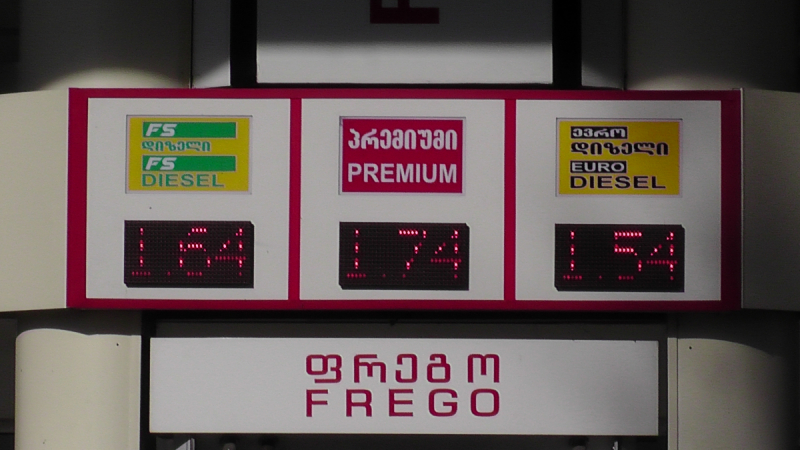 FS
დიზელი
FS
DIESEL
1.64
პრემიუმი
PREMIUM
1.74
ევრო
დიზელი
EURO
DIESEL
1.54
ფრეგო
FREGO